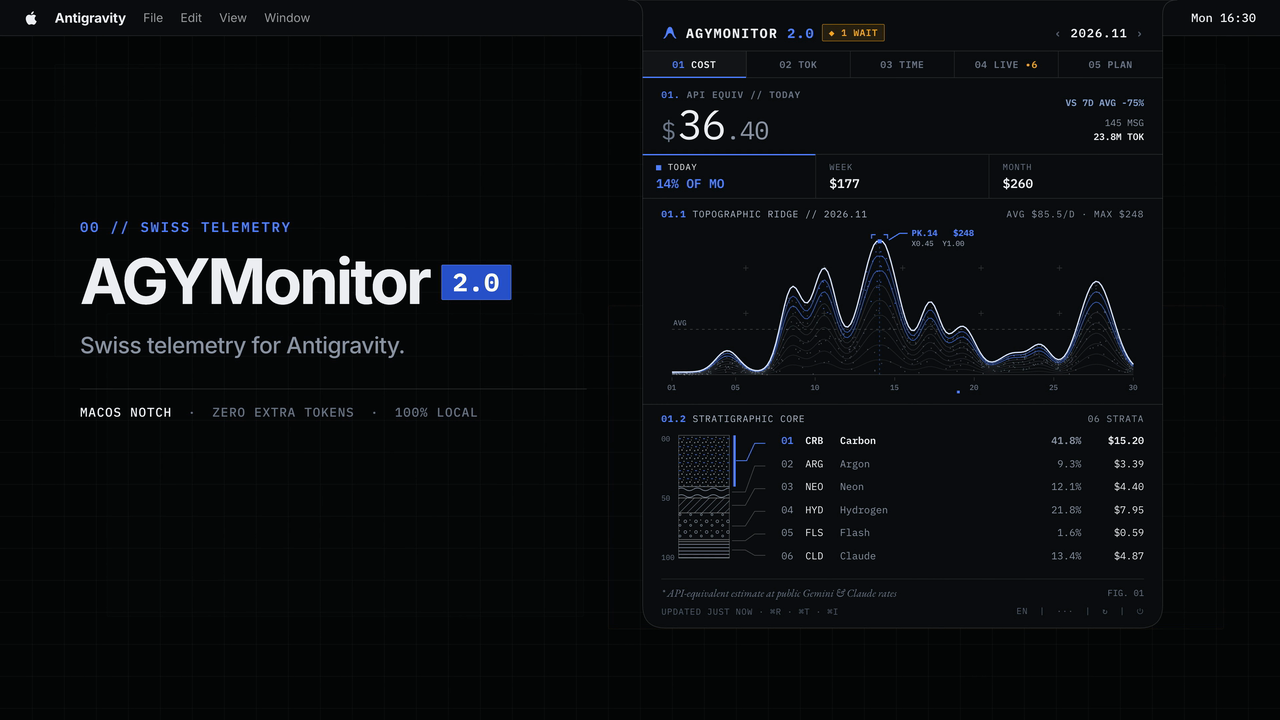 Antigravity File Edit View Window
Mon 16:30
00 // SWISS TELEMETRY
AGYMonitor 2.0
Swiss telemetry for Antigravity.
MACOS NOTCH · ZERO EXTRA TOKENS · 100% LOCAL
AGYMONITOR 2.0 ◆ 1 WAIT ‹ 2026.11 ›
01 COST 02 TOK 03 TIME 04 LIVE •6 05 PLAN
01. API EQUIV // TODAY
$36.40
VS 7D AVG -75%
145 MSG
23.8M TOK
■ TODAY
14% OF MO
WEEK
$177
MONTH
$260
01.1 TOPOGRAPHIC RIDGE // 2026.11 AVG $85.5/D · MAX $248
PK.14 $248
X0.45 Y1.00
AVG
01 05 10 15 20 25 30
01.2 STRATIGRAPHIC CORE 06 STRATA
00
50
100
01 CRB Carbon 41.8% $15.20
02 ARG Argon 9.3% $3.39
03 NEO Neon 12.1% $4.40
04 HYD Hydrogen 21.8% $7.95
05 FLS Flash 1.6% $0.59
06 CLD Claude 13.4% $4.87
* API-equivalent estimate at public Gemini & Claude rates FIG. 01
UPDATED JUST NOW · ⌘R · ⌘T · ⌘I EN | ··· | ↻ | ⏻